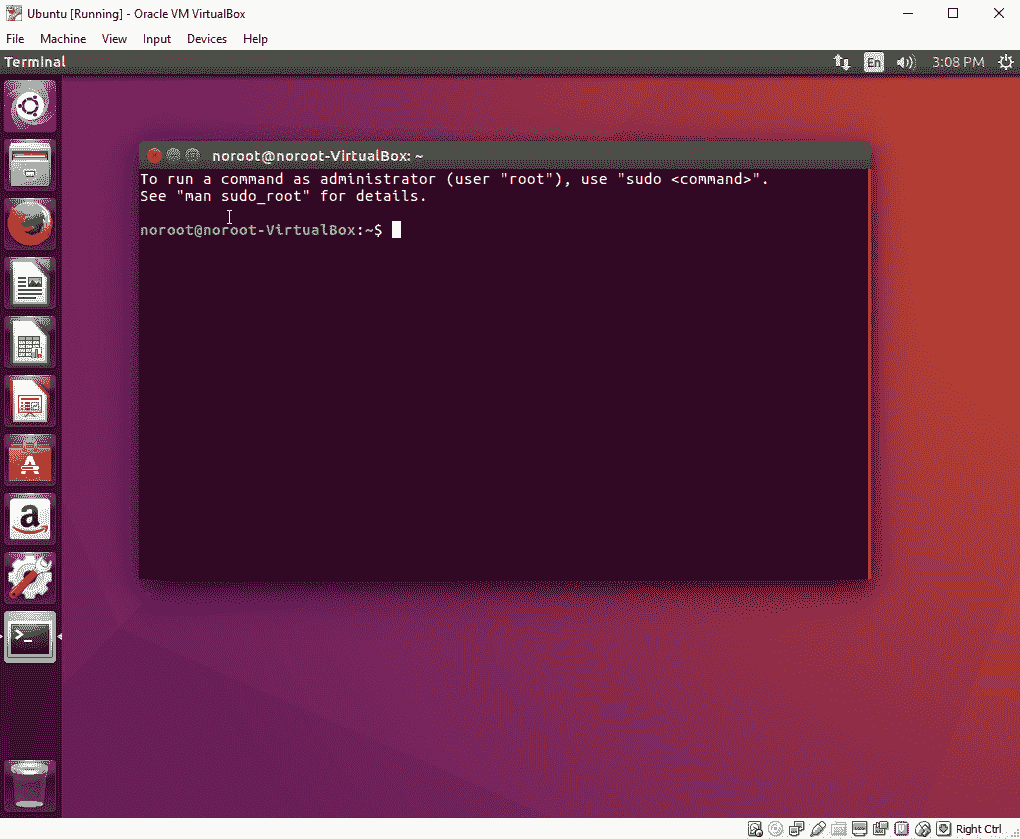 Ubuntu [Running] - Oracle VM VirtualBox
File Machine View Input Devices Help
Terminal En 3:08 PM
noroot@noroot-VirtualBox: ~
To run a command as administrator (user "root"), use "sudo <command>".
See "man sudo_root" for details.
noroot@noroot-VirtualBox:~$
A
a
>_
Right Ctrl